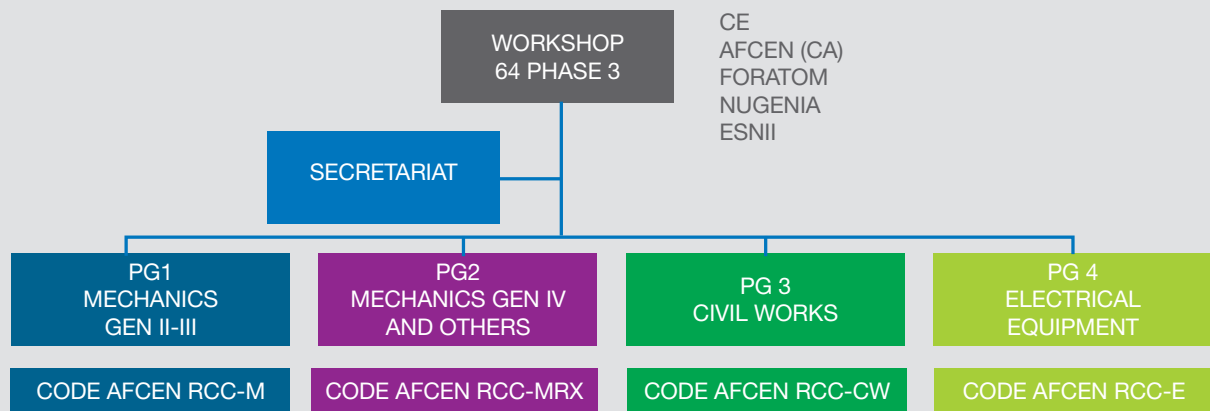 WORKSHOP
64 PHASE 3
CE
AFCEN (CA)
FORATOM
NUGENIA
ESNII
SECRETARIAT
PG1
MECHANICS
GEN II-III
PG2
MECHANICS GEN IV
AND OTHERS
PG 3
CIVIL WORKS
PG 4
ELECTRICAL
EQUIPMENT
CODE AFCEN RCC-M
CODE AFCEN RCC-MRX
CODE AFCEN RCC-CW
CODE AFCEN RCC-E